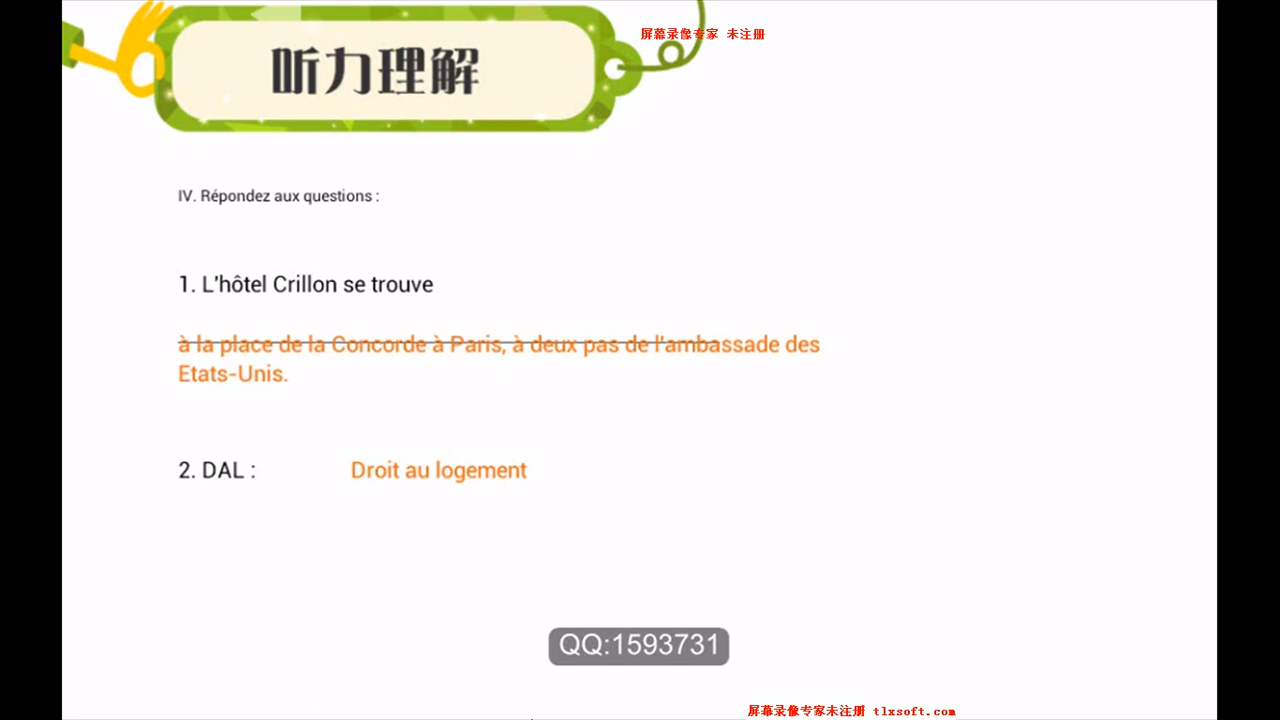 屏幕录像专家 未注册
听力理解
IV. Répondez aux questions :
1. L'hôtel Crillon se trouve
à la place de la Concorde à Paris, à deux pas de l'ambassade des
Etats-Unis.
2. DAL : Droit au logement
QQ:1593731
屏幕录像专家未注册 tlxsoft.com